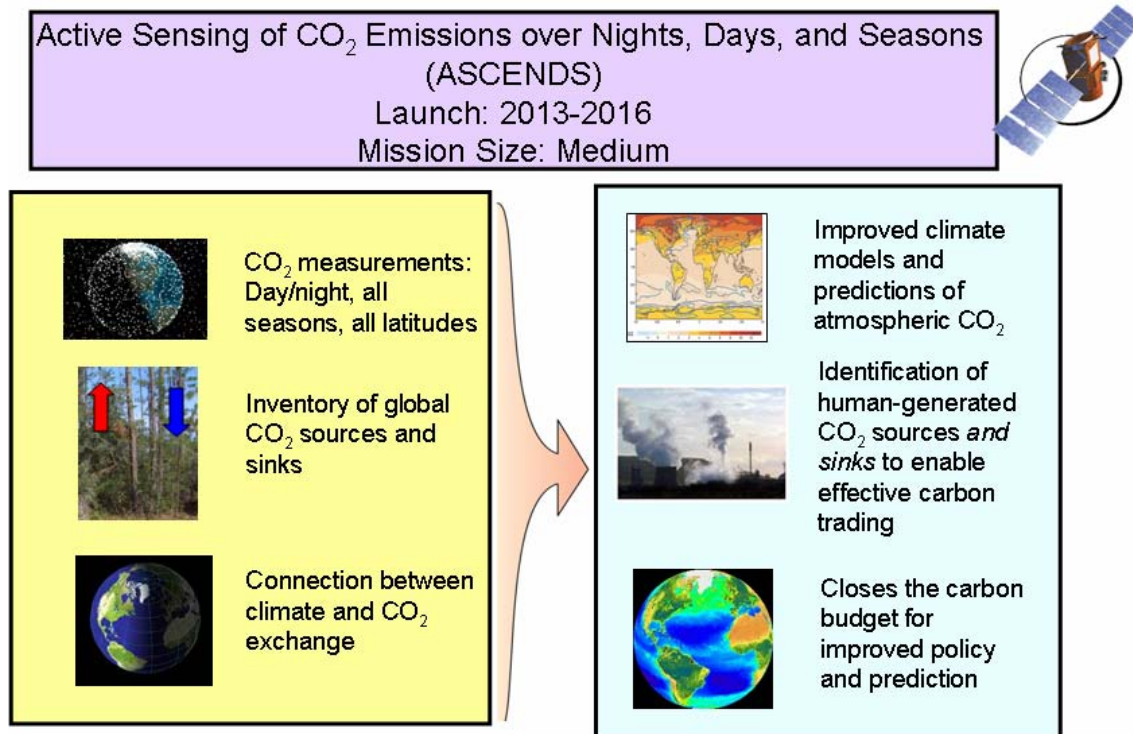 Active Sensing of CO₂ Emissions over Nights, Days, and Seasons
(ASCENDS)
Launch: 2013-2016
Mission Size: Medium
CO₂ measurements:
Day/night, all
seasons, all latitudes
Inventory of global
CO₂ sources and
sinks
Connection between
climate and CO₂
exchange
Improved climate
models and
predictions of
atmospheric CO₂
Identification of
human-generated
CO₂ sources and
sinks to enable
effective carbon
trading
Closes the carbon
budget for
improved policy
and prediction